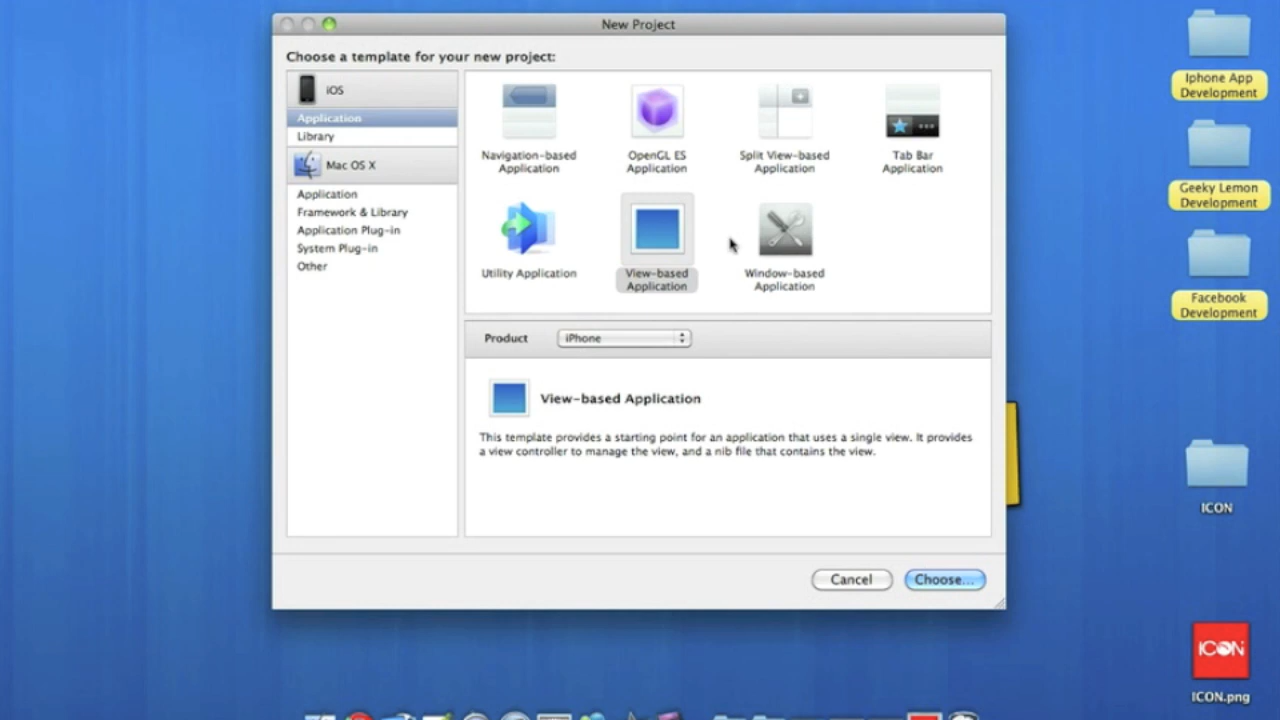 New Project
Choose a template for your new project:
iOS
Application
Library
Mac OS X
Application
Framework & Library
Application Plug-in
System Plug-in
Other
Navigation-based
Application
OpenGL ES
Application
Split View-based
Application
Tab Bar
Application
Utility Application
View-based
Application
Window-based
Application
Product
iPhone
View-based Application
This template provides a starting point for an application that uses a single view. It provides
a view controller to manage the view, and a nib file that contains the view.
Cancel
Choose...
Iphone App
Development
Geeky Lemon
Development
Facebook
Development
ICON
ICON
ICON.png